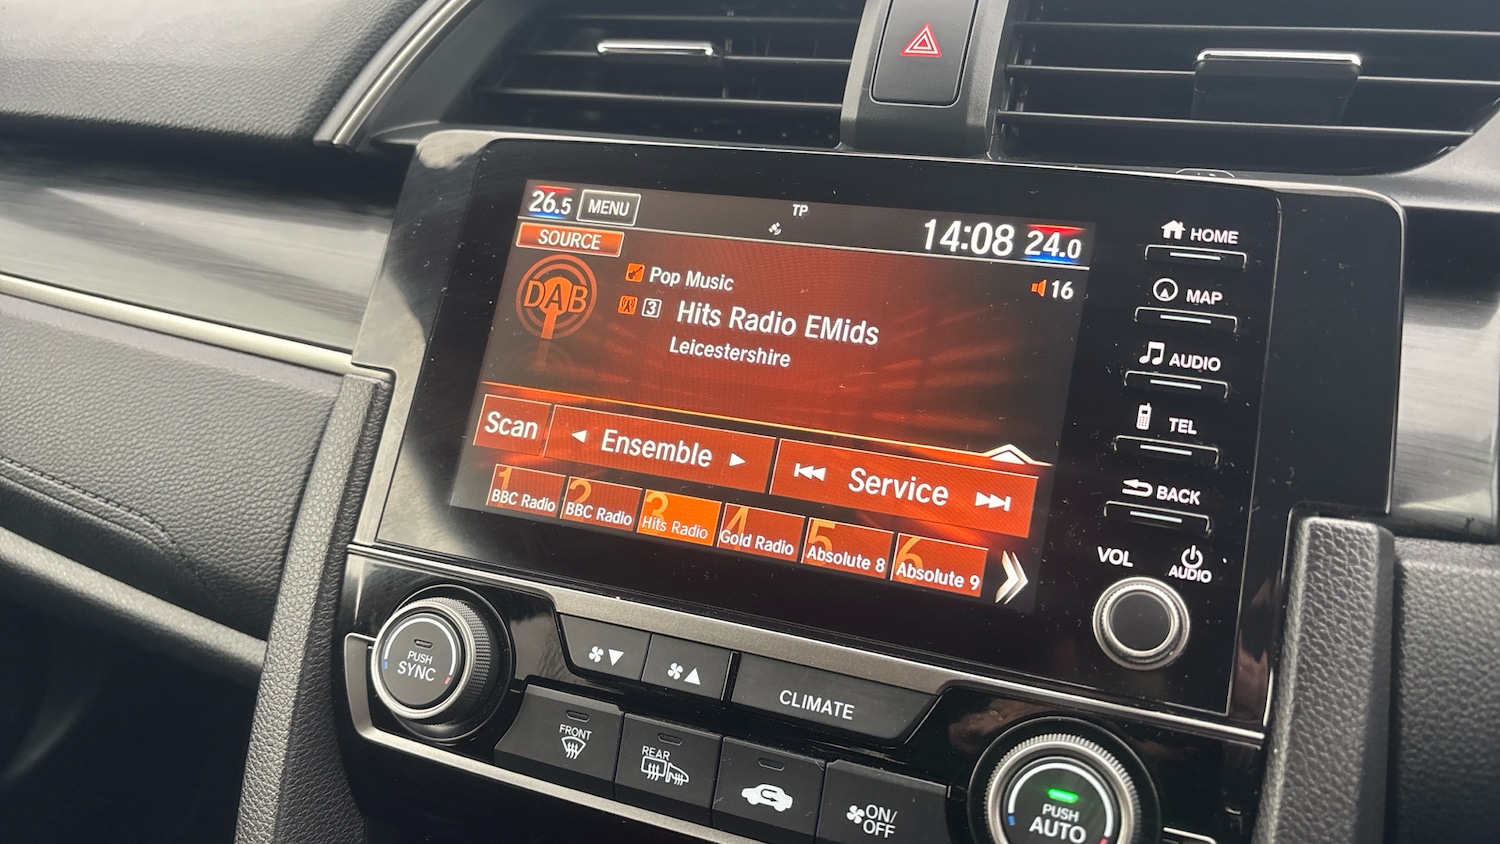 26.5 MENU TP 14:08 24.0
SOURCE
DAB
Pop Music
16
3 Hits Radio EMids
Leicestershire
Scan ◄ Ensemble ► Service
1 BBC Radio
2 BBC Radio
3 Hits Radio
4 Gold Radio
5 Absolute 8
6 Absolute 9
HOME
MAP
AUDIO
TEL
BACK
VOL
AUDIO
PUSH
SYNC
CLIMATE
FRONT
REAR
ON/
OFF
PUSH
AUTO